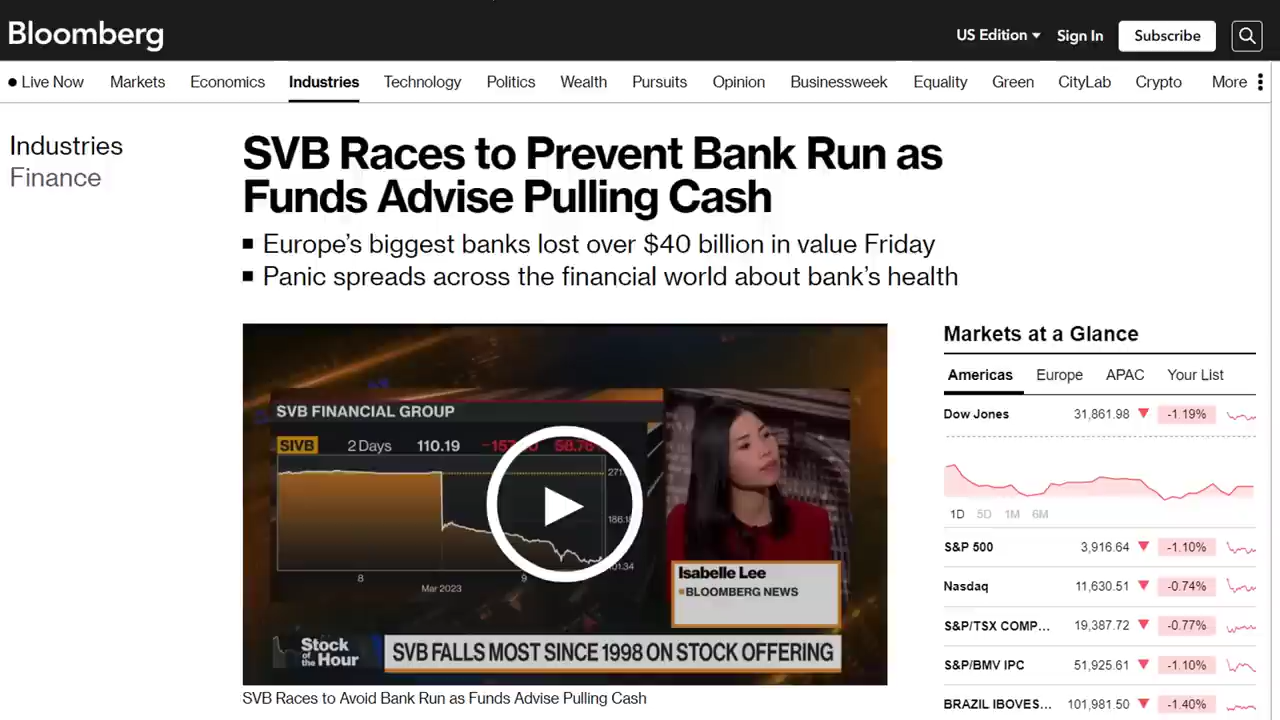 Bloomberg
US Edition
Sign In
Subscribe
Live Now
Markets
Economics
Industries
Technology
Politics
Wealth
Pursuits
Opinion
Businessweek
Equality
Green
CityLab
Crypto
More
Industries
Finance
SVB Races to Prevent Bank Run as
Funds Advise Pulling Cash
Europe’s biggest banks lost over $40 billion in value Friday
Panic spreads across the financial world about bank’s health
SVB FINANCIAL GROUP
SIVB
2 Days
110.19
8
9
Mar 2023
Isabelle Lee
BLOOMBERG NEWS
Stock
of the Hour
SVB FALLS MOST SINCE 1998 ON STOCK OFFERING
SVB Races to Avoid Bank Run as Funds Advise Pulling Cash
Markets at a Glance
Americas
Europe
APAC
Your List
Dow Jones 31,861.98 -1.19%
1D 5D 1M 6M
S&P 500 3,916.64 -1.10%
Nasdaq 11,630.51 -0.74%
S&P/TSX COMP... 19,387.72 -0.77%
S&P/BMV IPC 51,925.61 -1.10%
BRAZIL IBOVES... 101,981.50 -1.40%